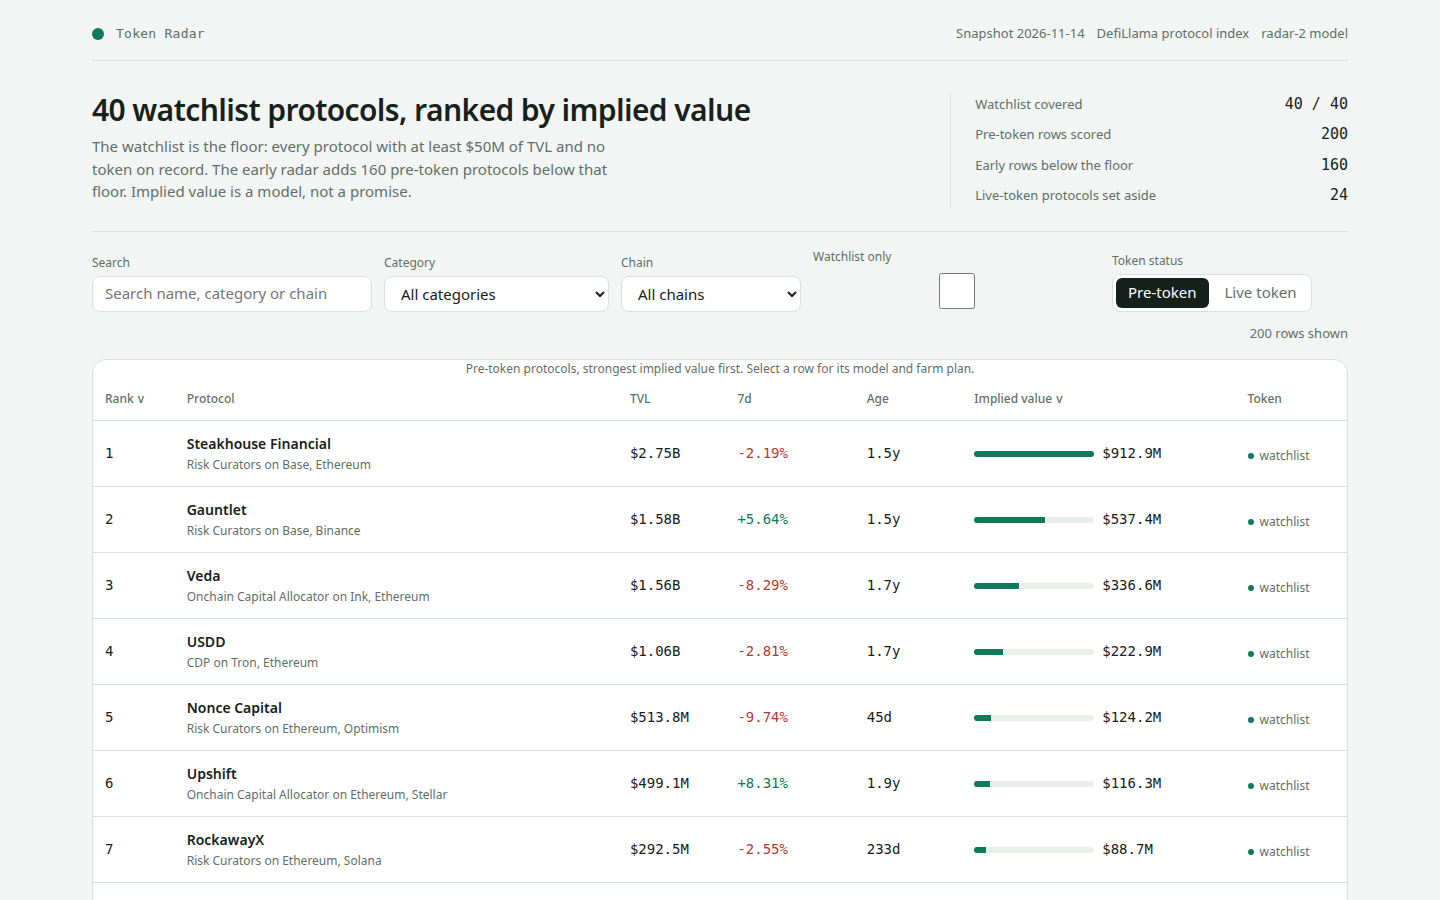 Token Radar
Snapshot 2026-11-14 DefiLlama protocol index radar-2 model
40 watchlist protocols, ranked by implied value
The watchlist is the floor: every protocol with at least $50M of TVL and no
token on record. The early radar adds 160 pre-token protocols below that
floor. Implied value is a model, not a promise.
Watchlist covered 40 / 40
Pre-token rows scored 200
Early rows below the floor 160
Live-token protocols set aside 24
Search
Search name, category or chain
Category
All categories
Chain
All chains
Watchlist only
Token status
Pre-token Live token
200 rows shown
Pre-token protocols, strongest implied value first. Select a row for its model and farm plan.
Rank v Protocol TVL 7d Age Implied value v Token
1 Steakhouse Financial $2.75B -2.19% 1.5y $912.9M watchlist
Risk Curators on Base, Ethereum
2 Gauntlet $1.58B +5.64% 1.5y $537.4M watchlist
Risk Curators on Base, Binance
3 Veda $1.56B -8.29% 1.7y $336.6M watchlist
Onchain Capital Allocator on Ink, Ethereum
4 USDD $1.06B -2.81% 1.7y $222.9M watchlist
CDP on Tron, Ethereum
5 Nonce Capital $513.8M -9.74% 45d $124.2M watchlist
Risk Curators on Ethereum, Optimism
6 Upshift $499.1M +8.31% 1.9y $116.3M watchlist
Onchain Capital Allocator on Ethereum, Stellar
7 RockawayX $292.5M -2.55% 233d $88.7M watchlist
Risk Curators on Ethereum, Solana